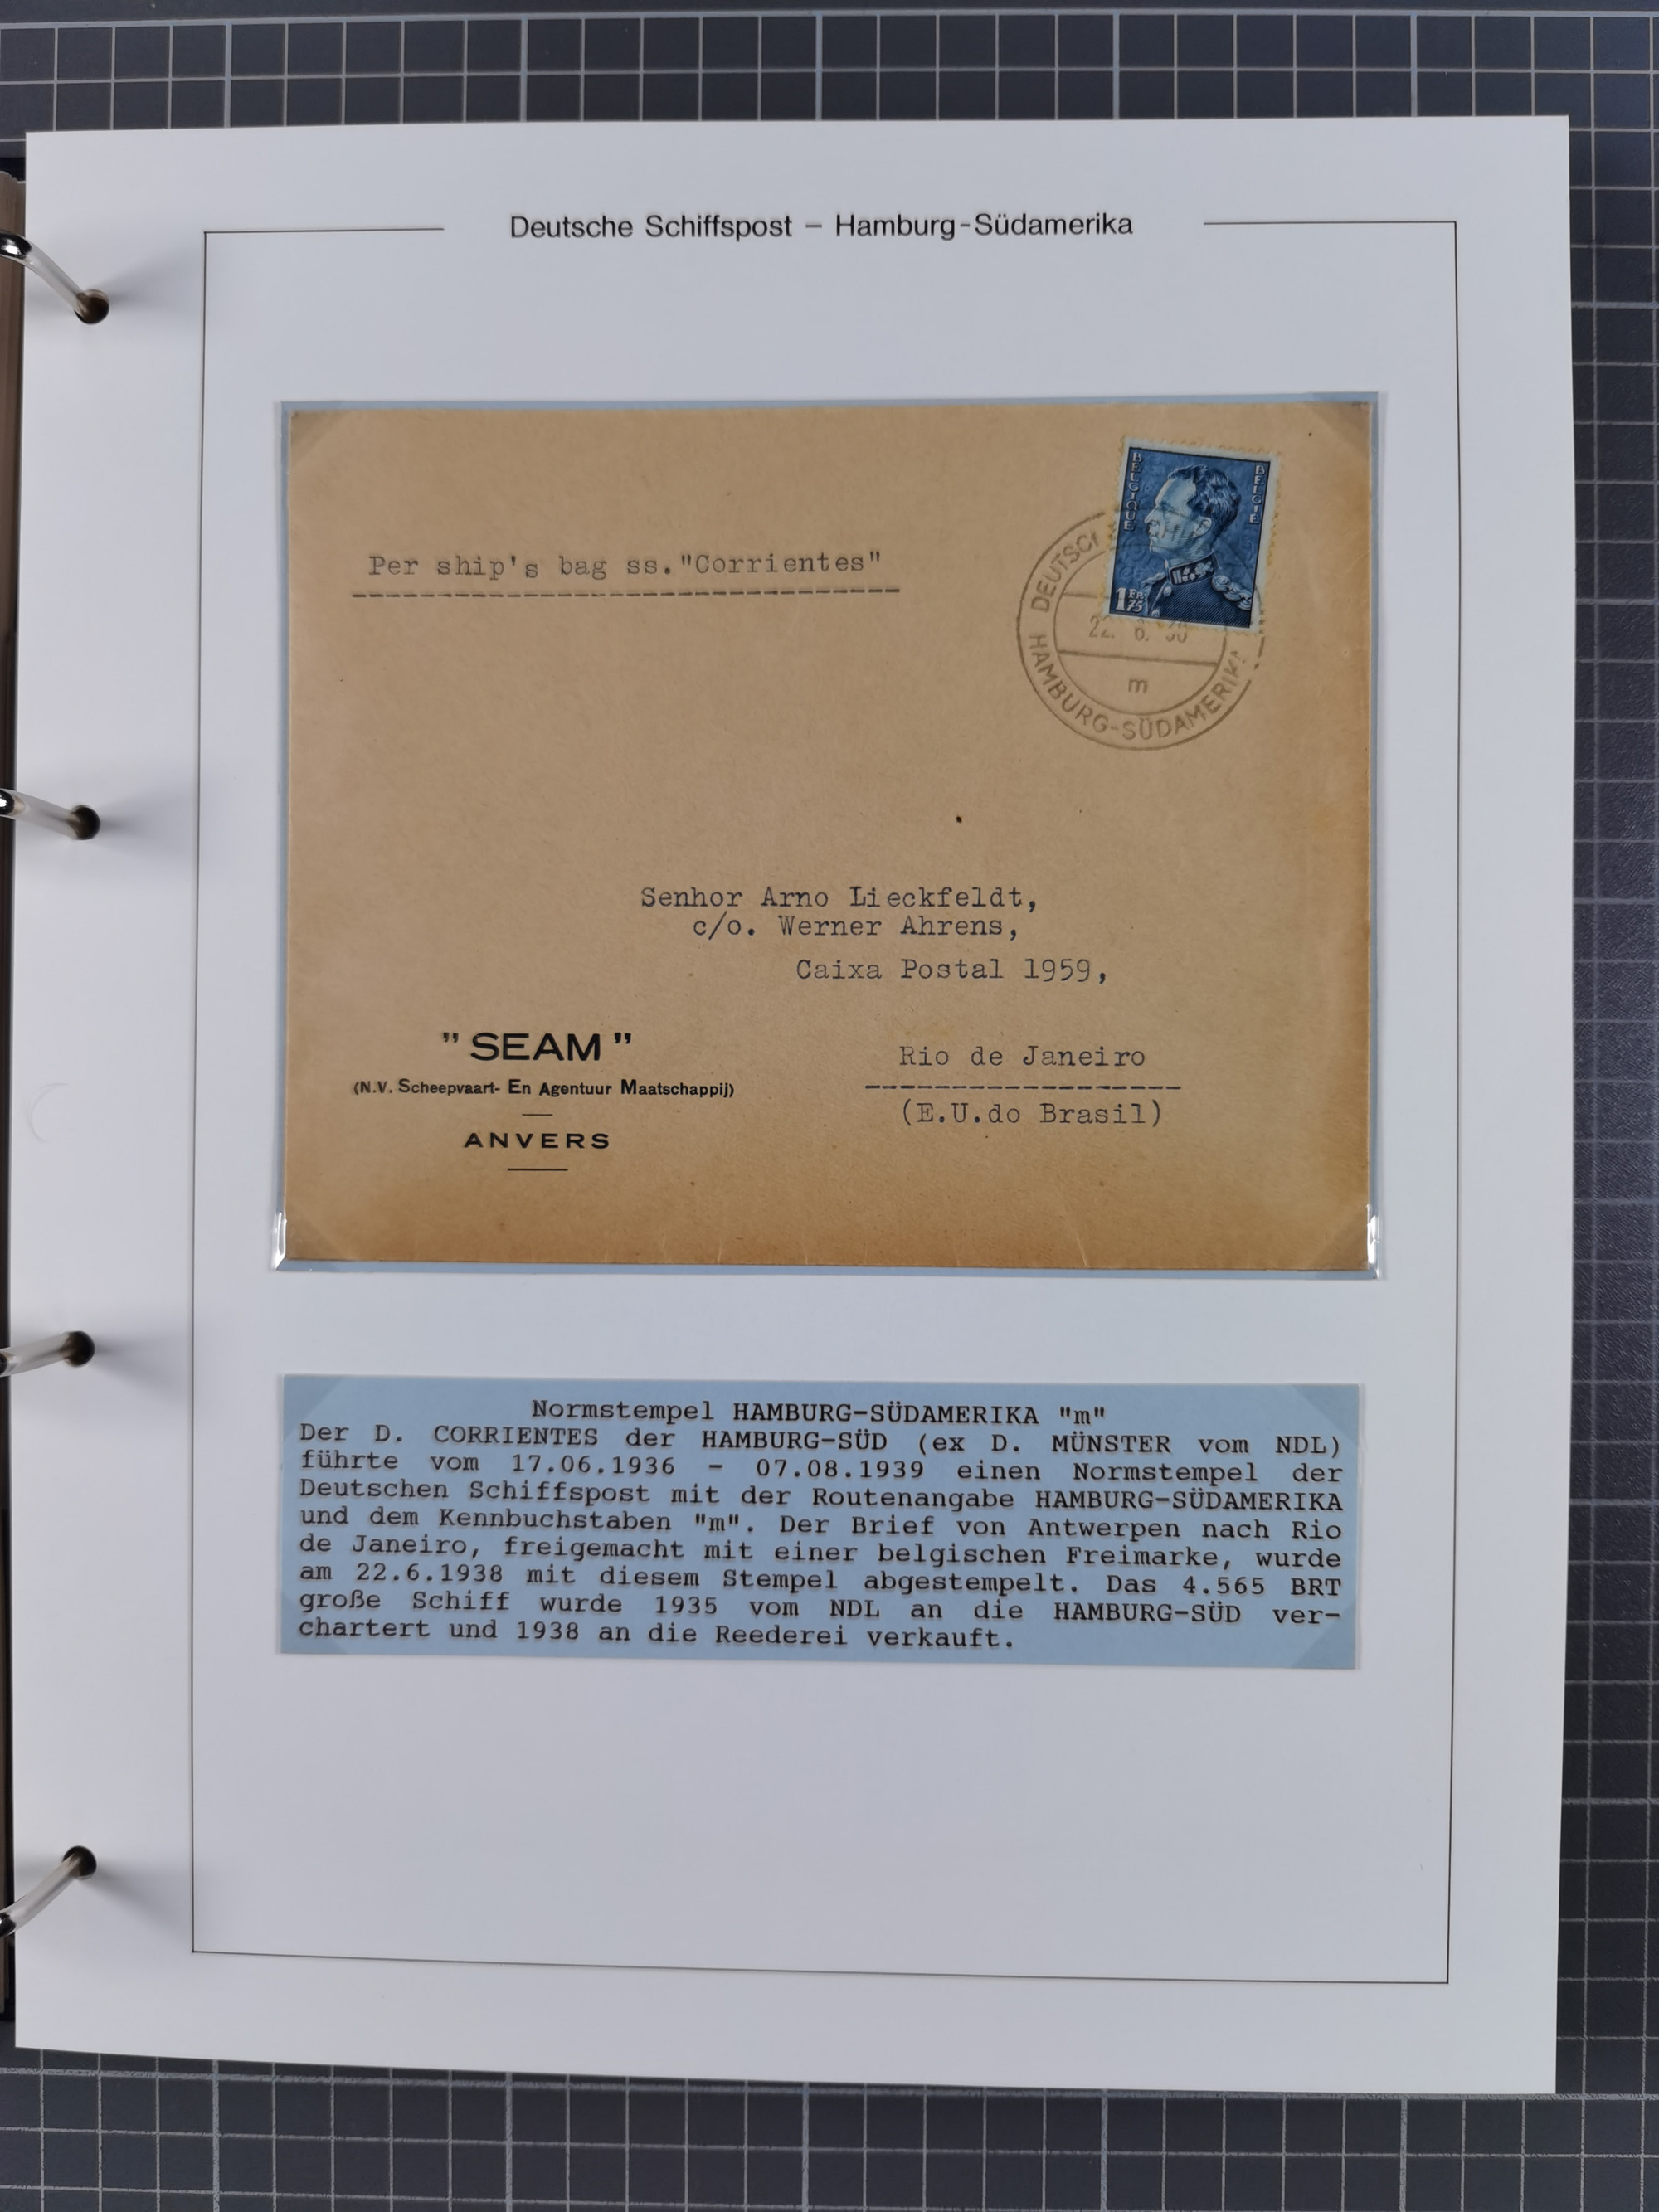 Deutsche Schiffspost – Hamburg-Südamerika
BELGIQUE
BELGIË
1FR 75
Per ship's bag ss."Corrientes"
22. 6. 38
m
HAMBURG-SÜDAMERIKA
Senhor Arno Lieckfeldt,
c/o. Werner Ahrens,
Caixa Postal 1959,
" SEAM "
(N.V. Scheepvaart- En Agentuur Maatschappij)
ANVERS
Rio de Janeiro
(E.U.do Brasil)
Normstempel HAMBURG-SÜDAMERIKA "m"
Der D. CORRIENTES der HAMBURG-SÜD (ex D. MÜNSTER vom NDL)
führte vom 17.06.1936 - 07.08.1939 einen Normstempel der
Deutschen Schiffspost mit der Routenangabe HAMBURG-SÜDAMERIKA
und dem Kennbuchstaben "m". Der Brief von Antwerpen nach Rio
de Janeiro, freigemacht mit einer belgischen Freimarke, wurde
am 22.6.1938 mit diesem Stempel abgestempelt. Das 4.565 BRT
große Schiff wurde 1935 vom NDL an die HAMBURG-SÜD ver-
chartert und 1938 an die Reederei verkauft.